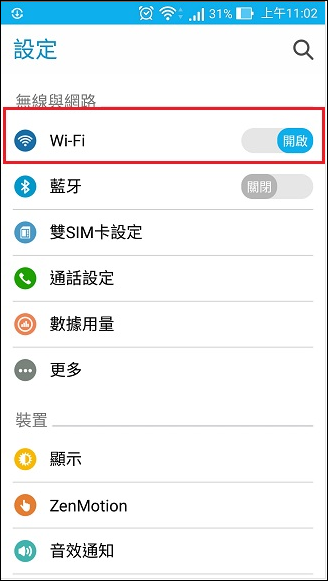 31% 上午11:02
設定
無線與網路
Wi-Fi 開啟
藍牙 關閉
雙SIM卡設定
通話設定
數據用量
更多
裝置
顯示
ZenMotion
音效通知